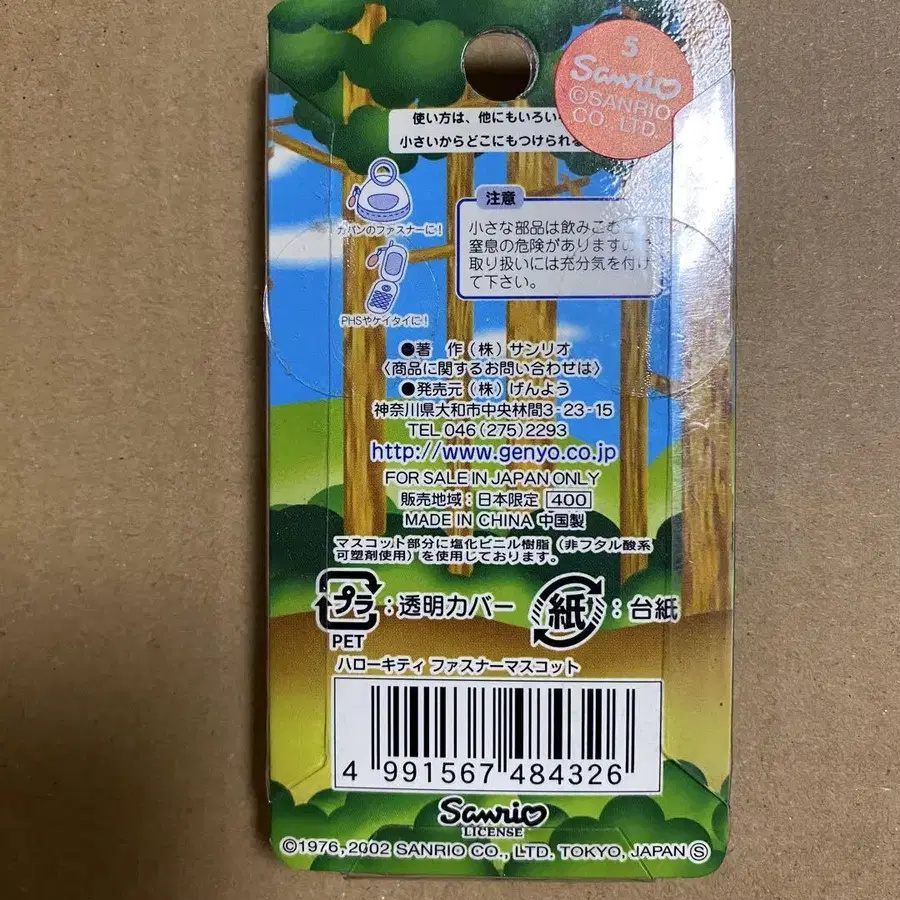 5
Sanrio
©SANRIO
CO., LTD.
使い方は、他にもいろいろ
小さいからどこにもつけられる
カバンのファスナーに!
PHSやケイタイに!
注意
小さな部品は飲みこむ
窒息の危険がありますので
取り扱いには充分気を付け
て下さい。
●著 作(株)サンリオ
〈商品に関するお問い合わせは〉
●発売元(株)げんよう
神奈川県大和市中央林間3-23-15
TEL 046(275)2293
http://www.genyo.co.jp
FOR SALE IN JAPAN ONLY
販売地域:日本限定 400
MADE IN CHINA 中国製
マスコット部分に塩化ビニル樹脂(非フタル酸系
可塑剤使用)を使用しております。
プラ:透明カバー
PET
紙:台紙
ハローキティ ファスナーマスコット
4 991567 484326
Sanrio
LICENSE
©1976,2002 SANRIO CO., LTD. TOKYO, JAPAN Ⓢ